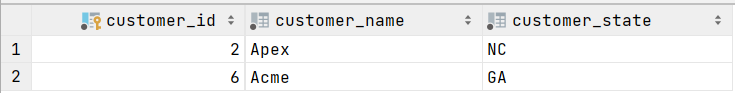 customer_id customer_name customer_state
1 2 Apex NC
2 6 Acme GA